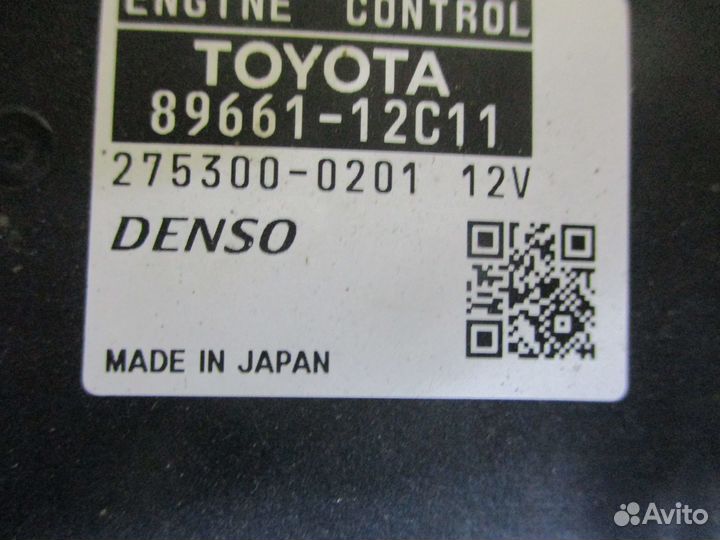 ENGINE CONTROL
TOYOTA
89661-12C11
275300-0201 12V
DENSO
MADE IN JAPAN
Avito